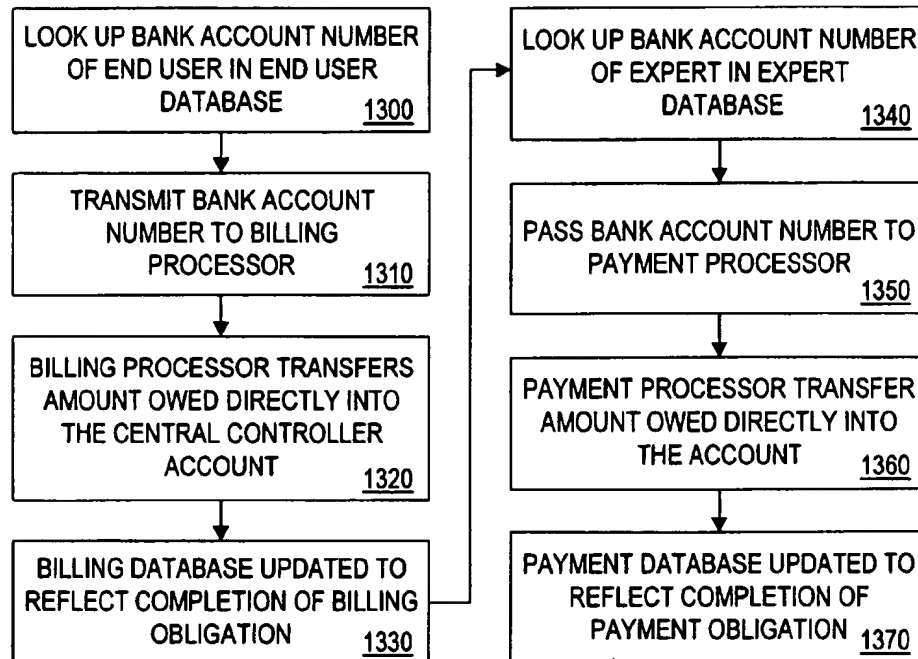 LOOK UP BANK ACCOUNT NUMBER
OF END USER IN END USER
DATABASE
1300
TRANSMIT BANK ACCOUNT
NUMBER TO BILLING
PROCESSOR
1310
BILLING PROCESSOR TRANSFERS
AMOUNT OWED DIRECTLY INTO
THE CENTRAL CONTROLLER
ACCOUNT
1320
BILLING DATABASE UPDATED TO
REFLECT COMPLETION OF BILLING
OBLIGATION
1330
LOOK UP BANK ACCOUNT NUMBER
OF EXPERT IN EXPERT
DATABASE
1340
PASS BANK ACCOUNT NUMBER TO
PAYMENT PROCESSOR
1350
PAYMENT PROCESSOR TRANSFER
AMOUNT OWED DIRECTLY INTO
THE ACCOUNT
1360
PAYMENT DATABASE UPDATED TO
REFLECT COMPLETION OF
PAYMENT OBLIGATION
1370